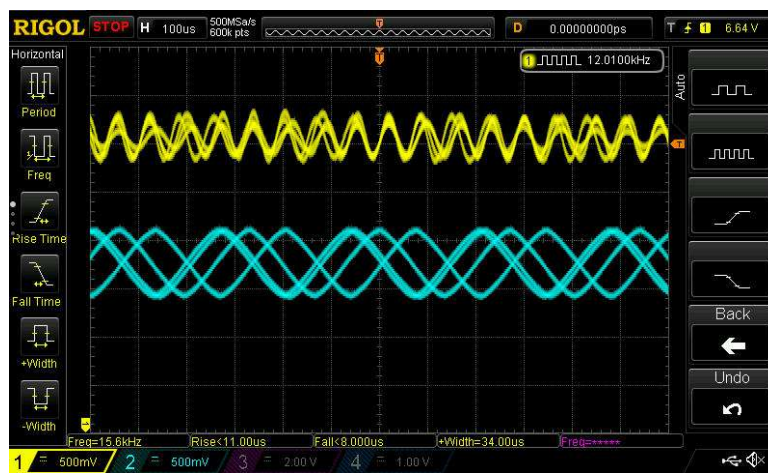 RIGOL STOP H 100us 500MSa/s 600k pts D 0.00000000ps T 1 6.64 V
Horizontal
1 12.0100kHz
Auto
Period
Freq
Rise Time
Fall Time
+Width
-Width
Back
Undo
Freq=15.6kHz Rise<11.00us Fall<8.000us +Width=34.00us Freq=*****
1 500mV 2 500mV 3 2.00 V 4 1.00 V